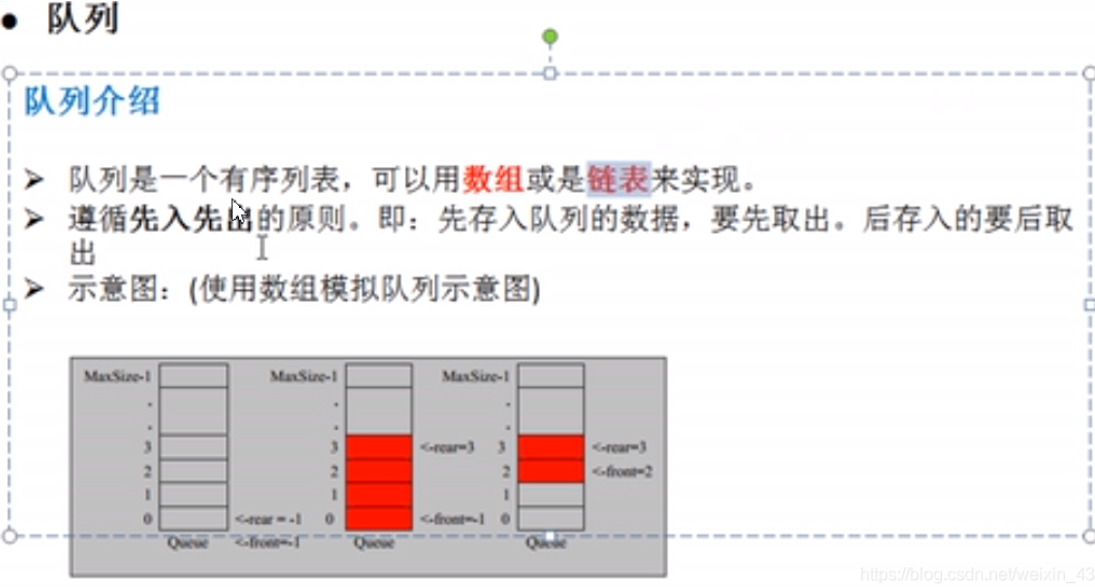 ● 队列
队列介绍
➢ 队列是一个有序列表，可以用数组或是链表来实现。
➢ 遵循先入先出的原则。即：先存入队列的数据，要先取出。后存入的要后取
出
➢ 示意图：(使用数组模拟队列示意图)
MaxSize-1 MaxSize-1 MaxSize-1
. . .
. . .
3 3 <-rear=3 3 <-rear=3
2 2 2 <-front=2
1 1 1
0 <-rear = -1 0 <-front=-1 0
Queue <-front=-1 Queue Queue
https://blog.csdn.net/weixin_43